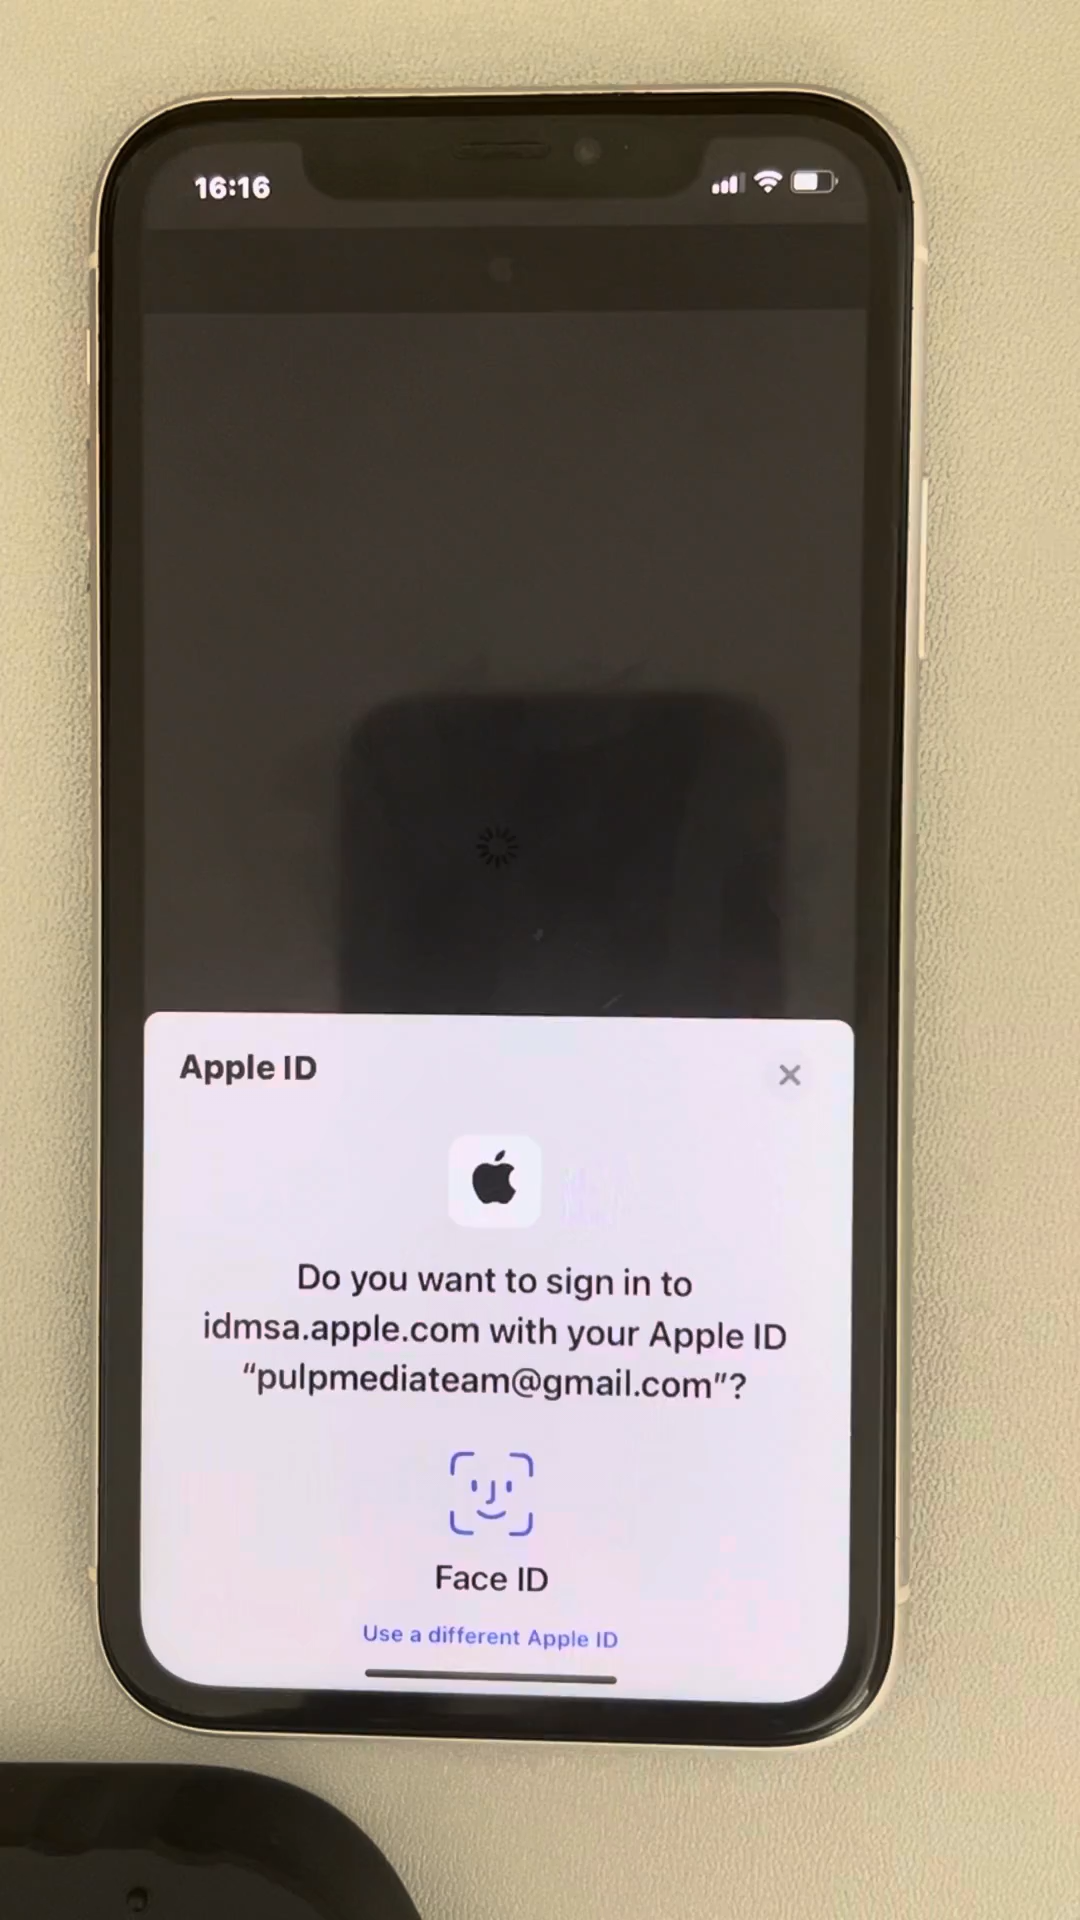 16:16
Apple ID
Do you want to sign in to
idmsa.apple.com with your Apple ID
“pulpmediateam@gmail.com”?
Face ID
Use a different Apple ID